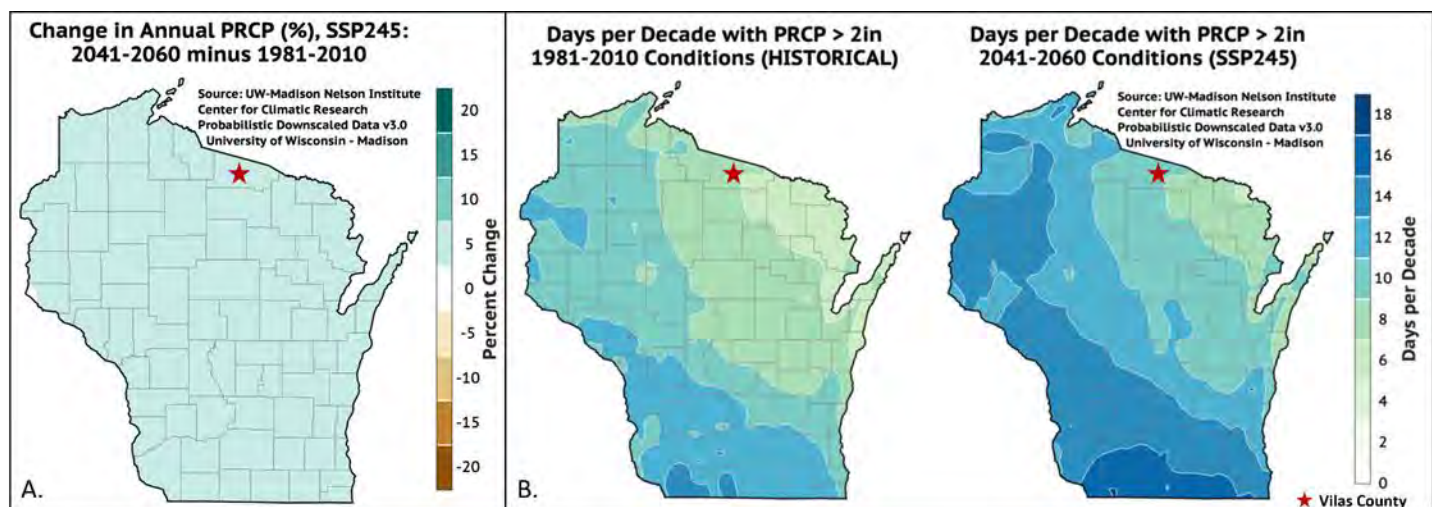 Change in Annual PRCP (%), SSP245:
2041-2060 minus 1981-2010
Source: UW-Madison Nelson Institute
Center for Climatic Research
Probabilistic Downscaled Data v3.0
University of Wisconsin - Madison
20
15
10
5
0
-5
-10
-15
-20
Percent Change
A.
Days per Decade with PRCP > 2in
1981-2010 Conditions (HISTORICAL)
B.
Days per Decade with PRCP > 2in
2041-2060 Conditions (SSP245)
Source: UW-Madison Nelson Institute
Center for Climatic Research
Probabilistic Downscaled Data v3.0
University of Wisconsin - Madison
18
16
14
12
10
8
6
4
2
0
Days per Decade
Vilas County